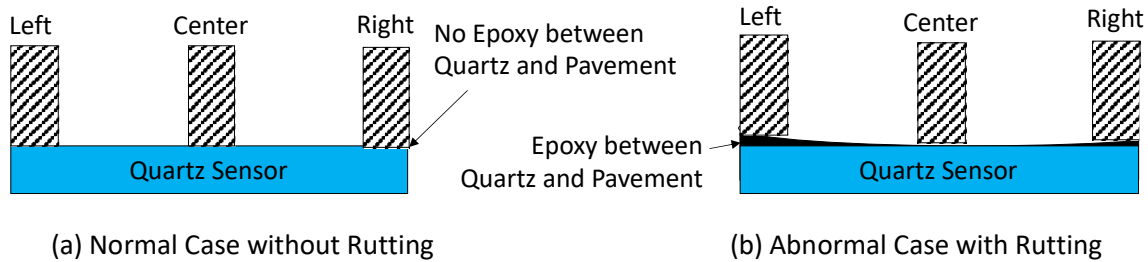 Left
Center
Right
No Epoxy between
Quartz and Pavement
Quartz Sensor
(a) Normal Case without Rutting
Left
Center
Right
Epoxy between
Quartz and Pavement
Quartz Sensor
(b) Abnormal Case with Rutting